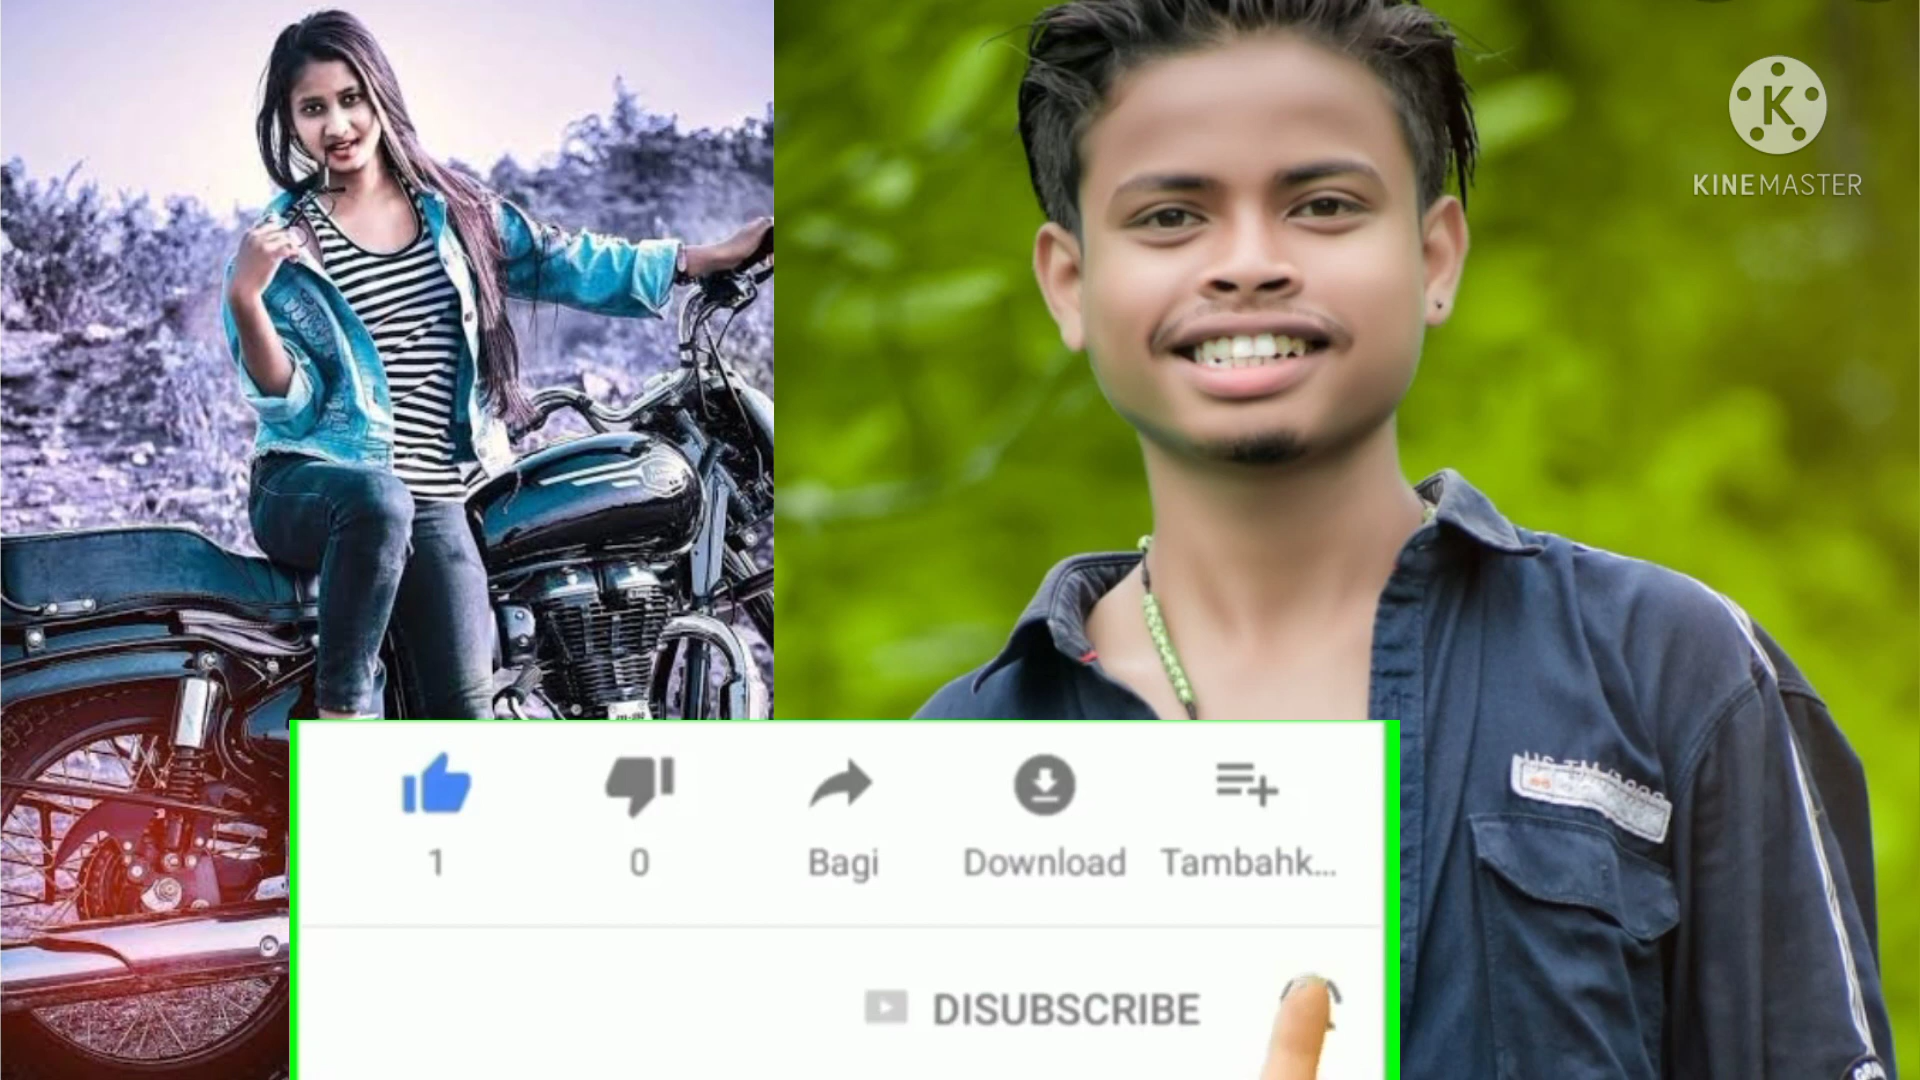 K
KINEMASTER
1
0
Bagi
Download
Tambahk...
DISUBSCRIBE